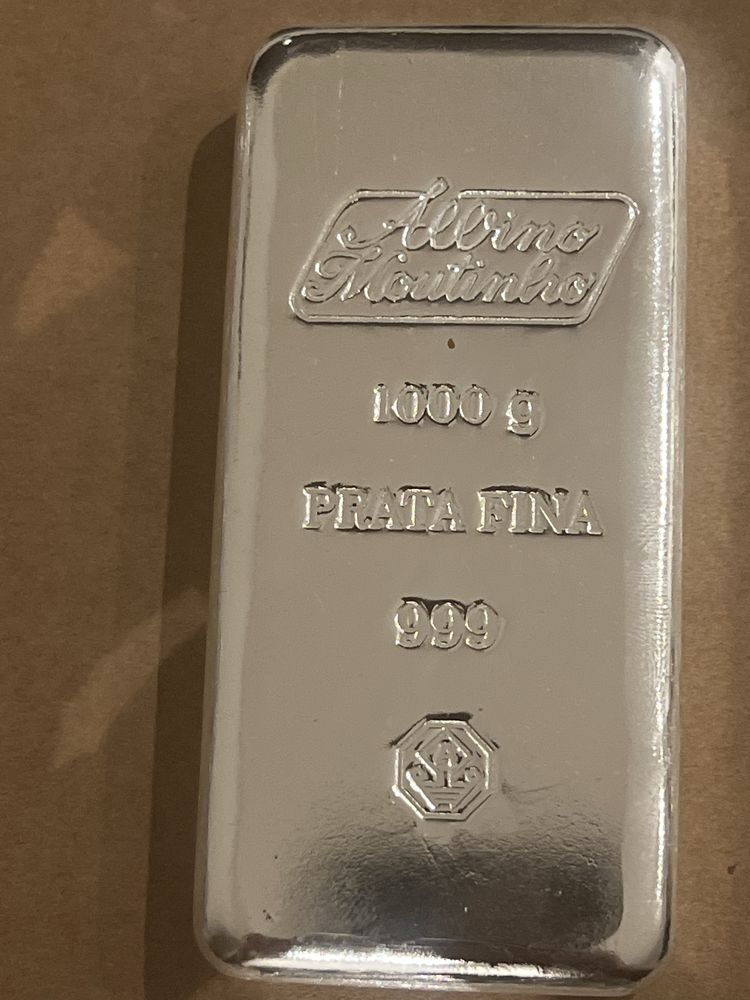 Albino
Moutinho
1000 g
PRATA FINA
999